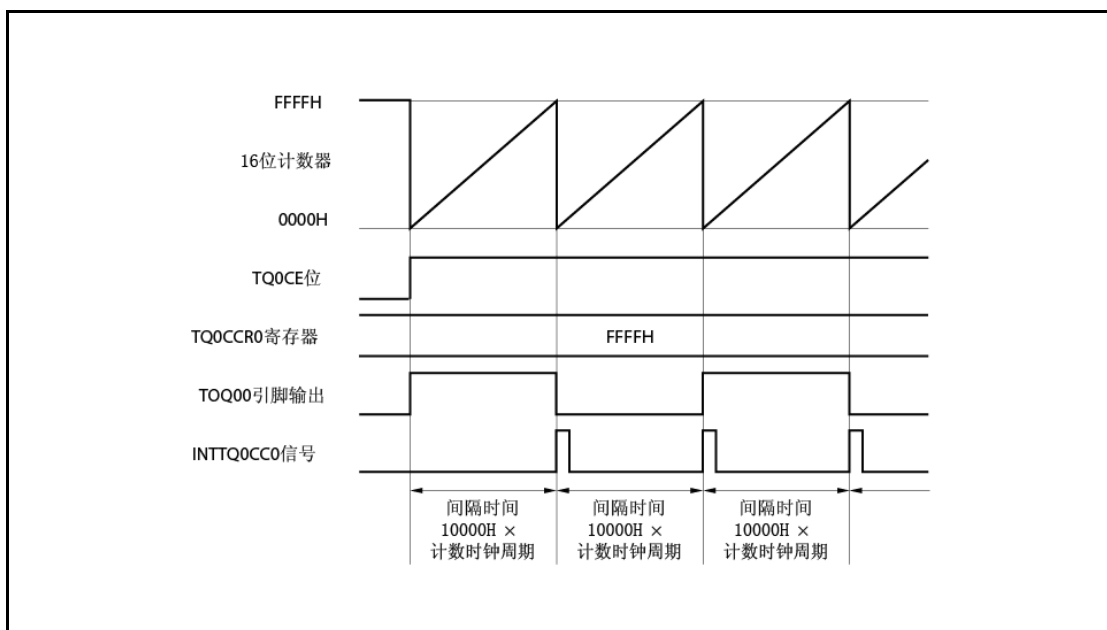 FFFFH
16位计数器
0000H
TQ0CE位
TQ0CCR0寄存器
FFFFH
TOQ00引脚输出
INTTQ0CC0信号
间隔时间
10000H ×
计数时钟周期
间隔时间
10000H ×
计数时钟周期
间隔时间
10000H ×
计数时钟周期